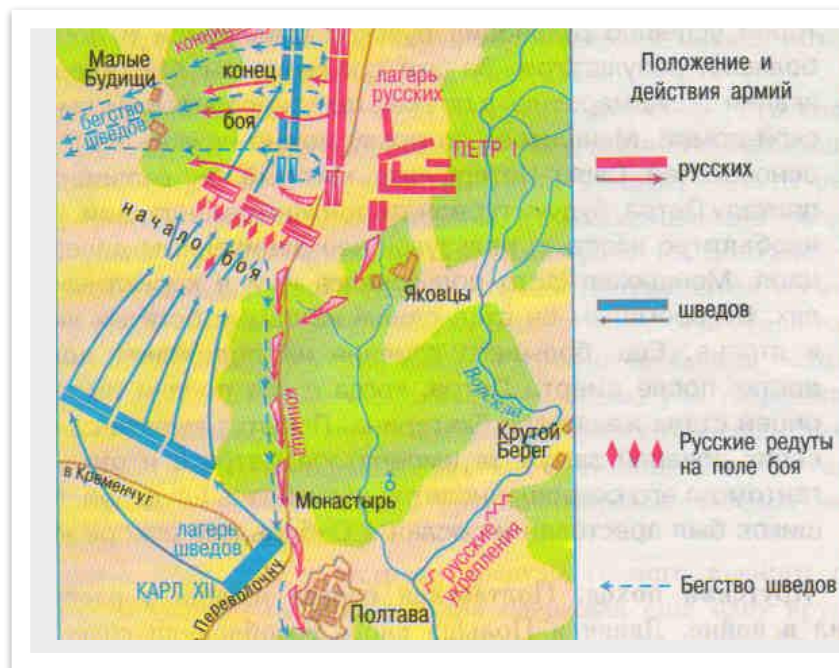 конница
Малые
Будищи
конец
боя
бегство
шведов
лагерь
русских
ПЕТР I
начало боя
Яковцы
Ворскла
Крутой
Берег
конница
Монастырь
в Кременчуг
лагерь
шведов
КАРЛ XII
Переволочку
Полтава
русские
укрепления
Положение и
действия армий
русских
шведов
Русские редуты
на поле боя
Бегство шведов